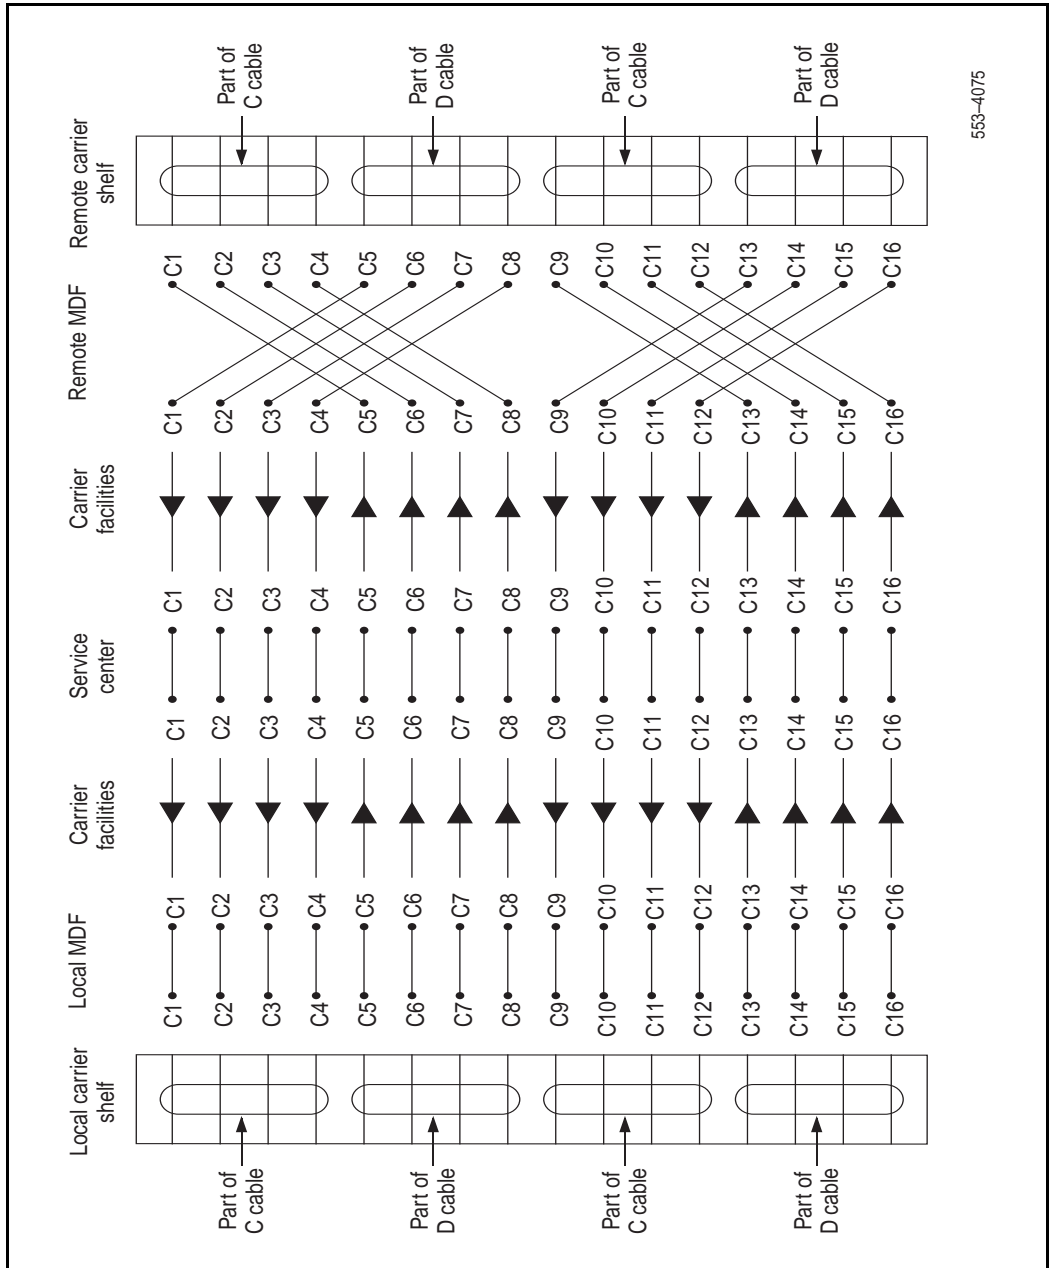 Local carrier
shelf
Local MDF
Carrier
facilities
Service
center
Carrier
facilities
Remote MDF
Remote carrier
shelf
C1 C1 C1 C1 C1 C1
C2 C2 C2 C2 C2 C2
Part of
C cable
Part of
C cable
C3 C3 C3 C3 C3 C3
C4 C4 C4 C4 C4 C4
C5 C5 C5 C5 C5 C5
C6 C6 C6 C6 C6 C6
Part of
D cable
Part of
D cable
C7 C7 C7 C7 C7 C7
C8 C8 C8 C8 C8 C8
C9 C9 C9 C9 C9 C9
C10 C10 C10 C10 C10 C10
Part of
C cable
Part of
C cable
C11 C11 C11 C11 C11 C11
C12 C12 C12 C12 C12 C12
C13 C13 C13 C13 C13 C13
C14 C14 C14 C14 C14 C14
Part of
D cable
Part of
D cable
C15 C15 C15 C15 C15 C15
C16 C16 C16 C16 C16 C16
553–4075